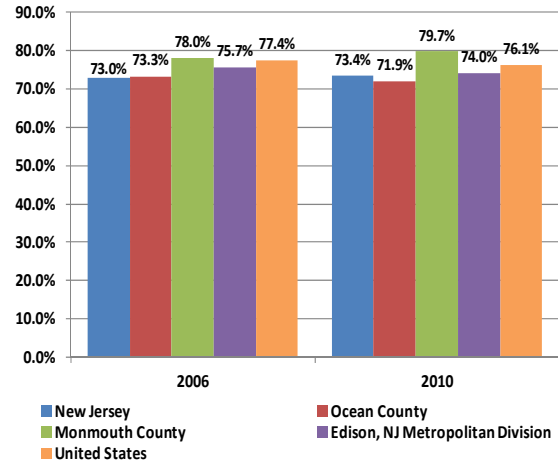 90.0%
80.0%
70.0%
60.0%
50.0%
40.0%
30.0%
20.0%
10.0%
0.0%
73.0% 73.3% 78.0% 75.7% 77.4%
73.4% 71.9% 79.7% 74.0% 76.1%
2006 2010
New Jersey Ocean County
Monmouth County Edison, NJ Metropolitan Division
United States